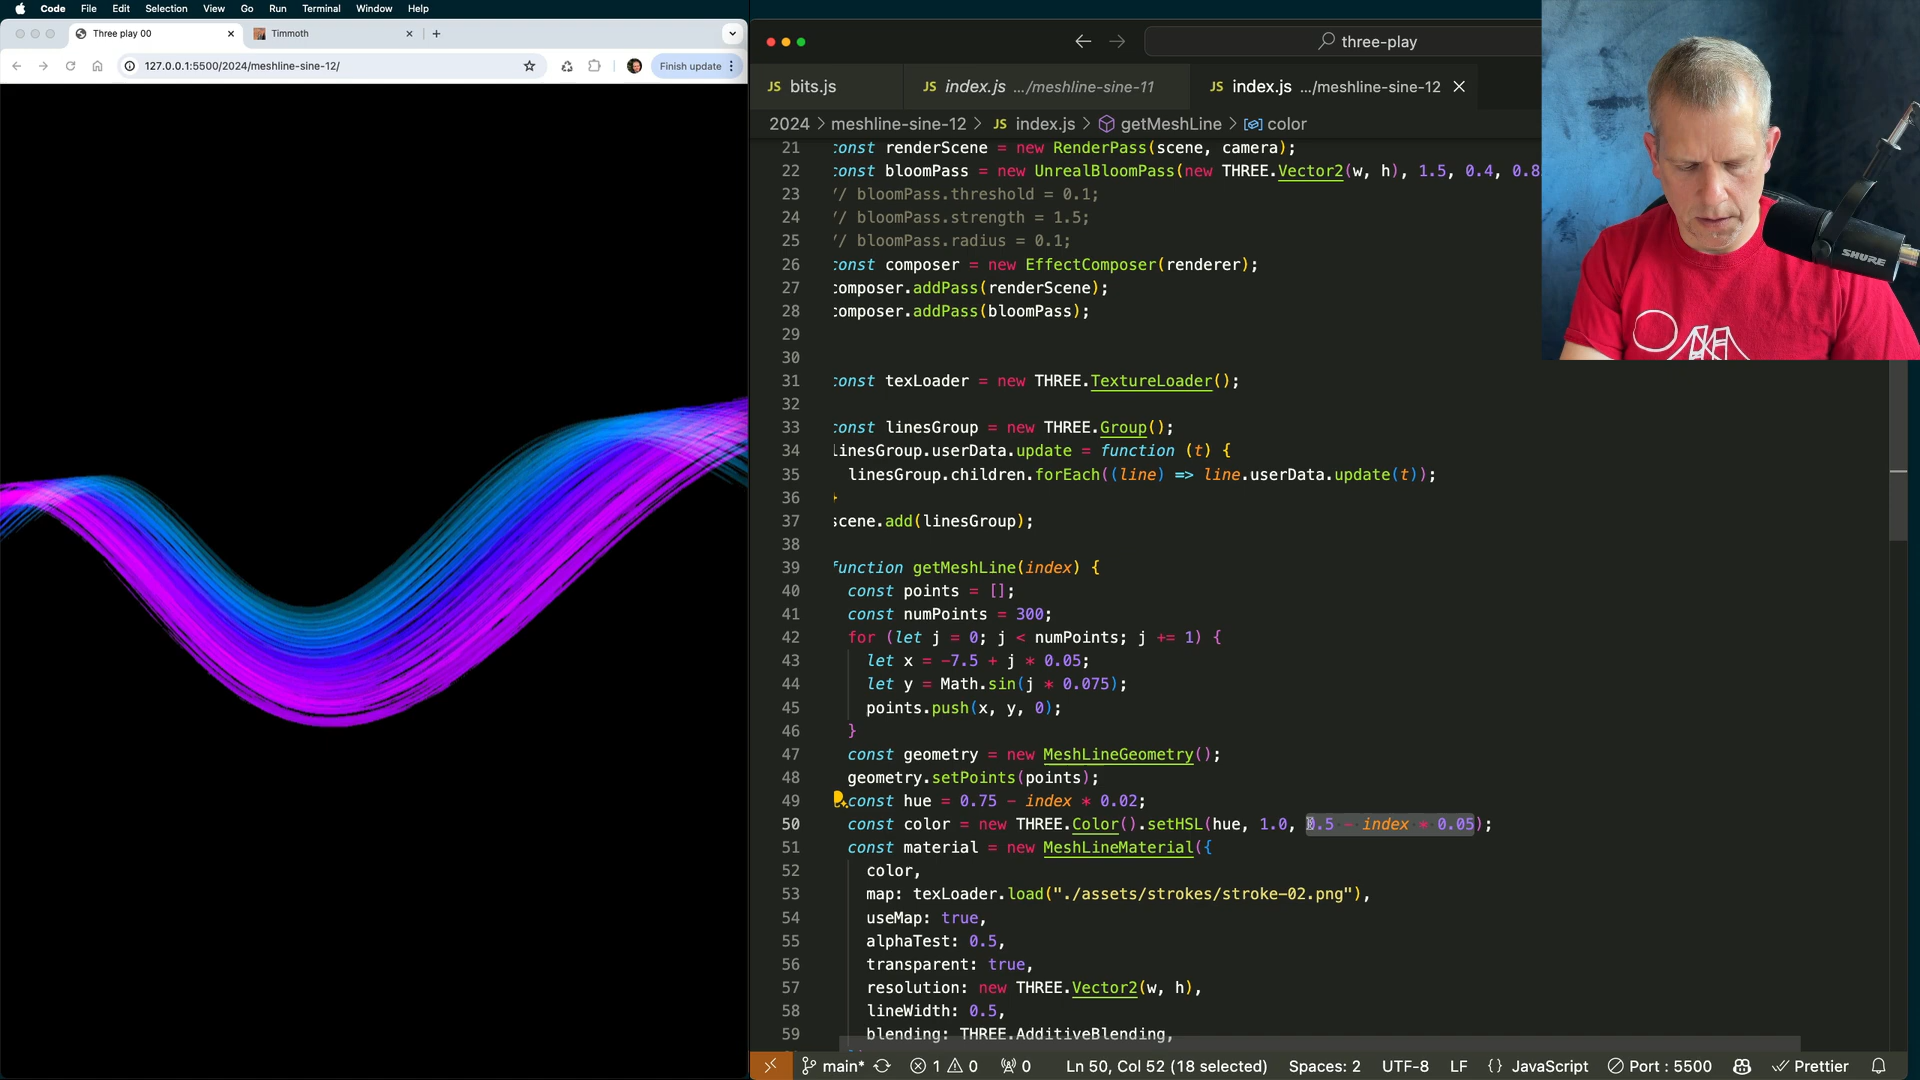 Code File Edit Selection View Go Run Terminal Window Help
Three play 00
Timmoth
127.0.0.1:5500/2024/meshline-sine-12/
Finish update
three-play
JS bits.js
JS index.js .../meshline-sine-11
JS index.js .../meshline-sine-12
2024 > meshline-sine-12 > JS index.js > getMeshLine > color
21 const renderScene = new RenderPass(scene, camera);
22 const bloomPass = new UnrealBloomPass(new THREE.Vector2(w, h), 1.5, 0.4, 0.8
23 // bloomPass.threshold = 0.1;
24 // bloomPass.strength = 1.5;
25 // bloomPass.radius = 0.1;
26 const composer = new EffectComposer(renderer);
27 composer.addPass(renderScene);
28 composer.addPass(bloomPass);
29
30
31 const texLoader = new THREE.TextureLoader();
32
33 const linesGroup = new THREE.Group();
34 linesGroup.userData.update = function (t) {
35 linesGroup.children.forEach((line) => line.userData.update(t));
36 }
37 scene.add(linesGroup);
38
39 function getMeshLine(index) {
40 const points = [];
41 const numPoints = 300;
42 for (let j = 0; j < numPoints; j += 1) {
43 let x = -7.5 + j * 0.05;
44 let y = Math.sin(j * 0.075);
45 points.push(x, y, 0);
46 }
47 const geometry = new MeshLineGeometry();
48 geometry.setPoints(points);
49 const hue = 0.75 - index * 0.02;
50 const color = new THREE.Color().setHSL(hue, 1.0, 0.5 - index * 0.05);
51 const material = new MeshLineMaterial({
52 color,
53 map: texLoader.load("./assets/strokes/stroke-02.png"),
54 useMap: true,
55 alphaTest: 0.5,
56 transparent: true,
57 resolution: new THREE.Vector2(w, h),
58 lineWidth: 0.5,
59 blending: THREE.AdditiveBlending,
SHURE
main* 1 0 0 Ln 50, Col 52 (18 selected) Spaces: 2 UTF-8 LF {} JavaScript Port : 5500 Prettier